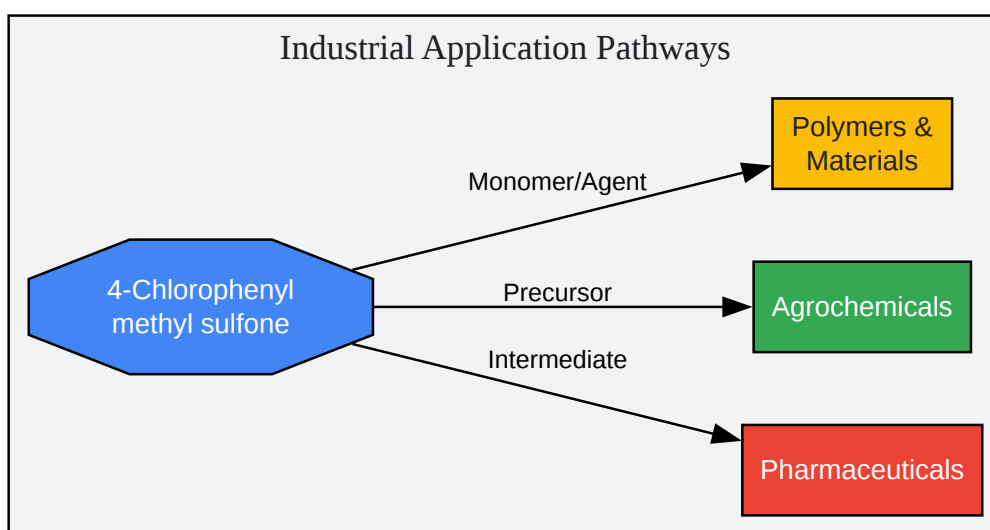 Industrial Application Pathways
Polymers &
Materials
Monomer/Agent
4-Chlorophenyl
methyl sulfone
Precursor
Agrochemicals
Intermediate
Pharmaceuticals